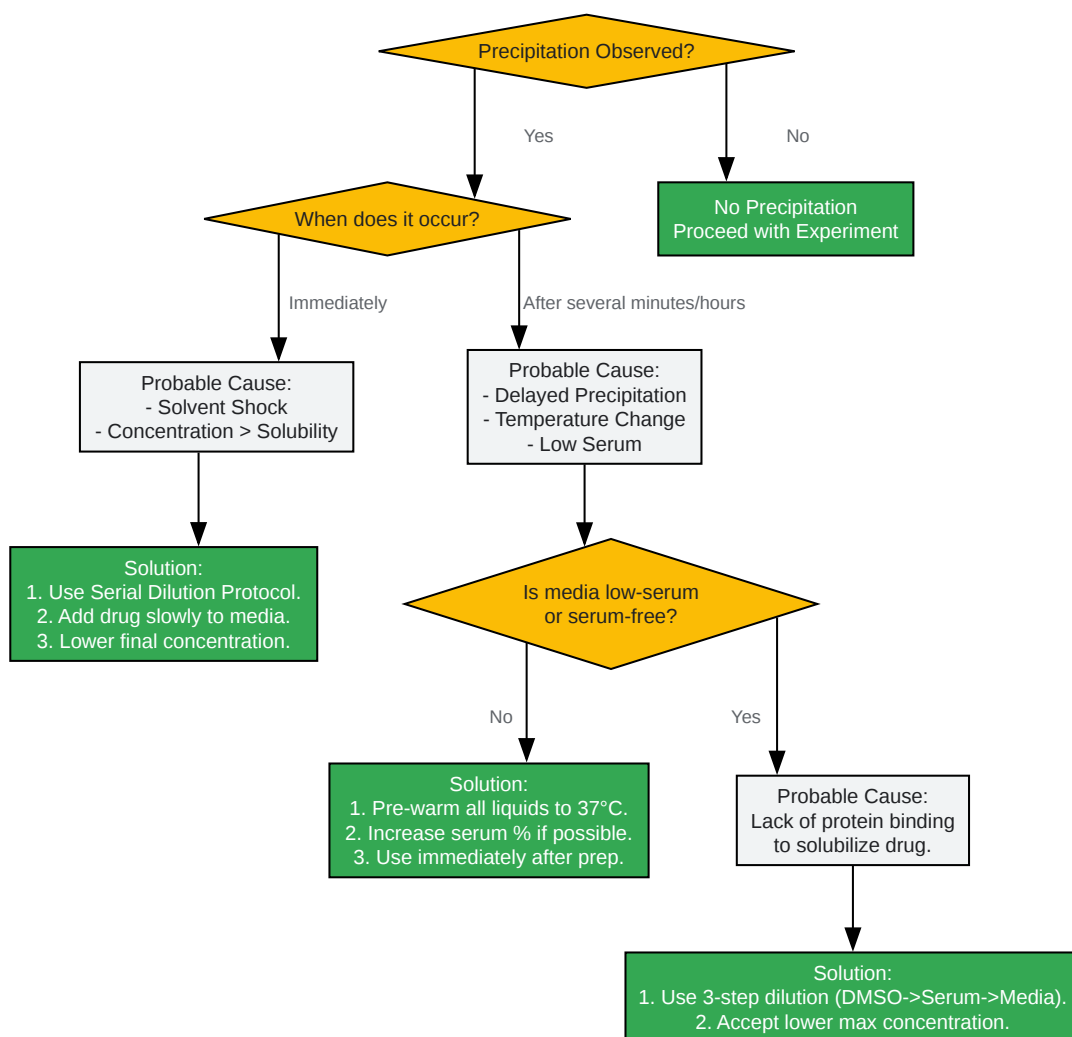 Precipitation Observed?
Yes
No
When does it occur?
No Precipitation
Proceed with Experiment
Immediately
After several minutes/hours
Probable Cause:
- Solvent Shock
- Concentration > Solubility
Probable Cause:
- Delayed Precipitation
- Temperature Change
- Low Serum
Solution:
1. Use Serial Dilution Protocol.
2. Add drug slowly to media.
3. Lower final concentration.
Is media low-serum
or serum-free?
No
Yes
Solution:
1. Pre-warm all liquids to 37°C.
2. Increase serum % if possible.
3. Use immediately after prep.
Probable Cause:
Lack of protein binding
to solubilize drug.
Solution:
1. Use 3-step dilution (DMSO->Serum->Media).
2. Accept lower max concentration.